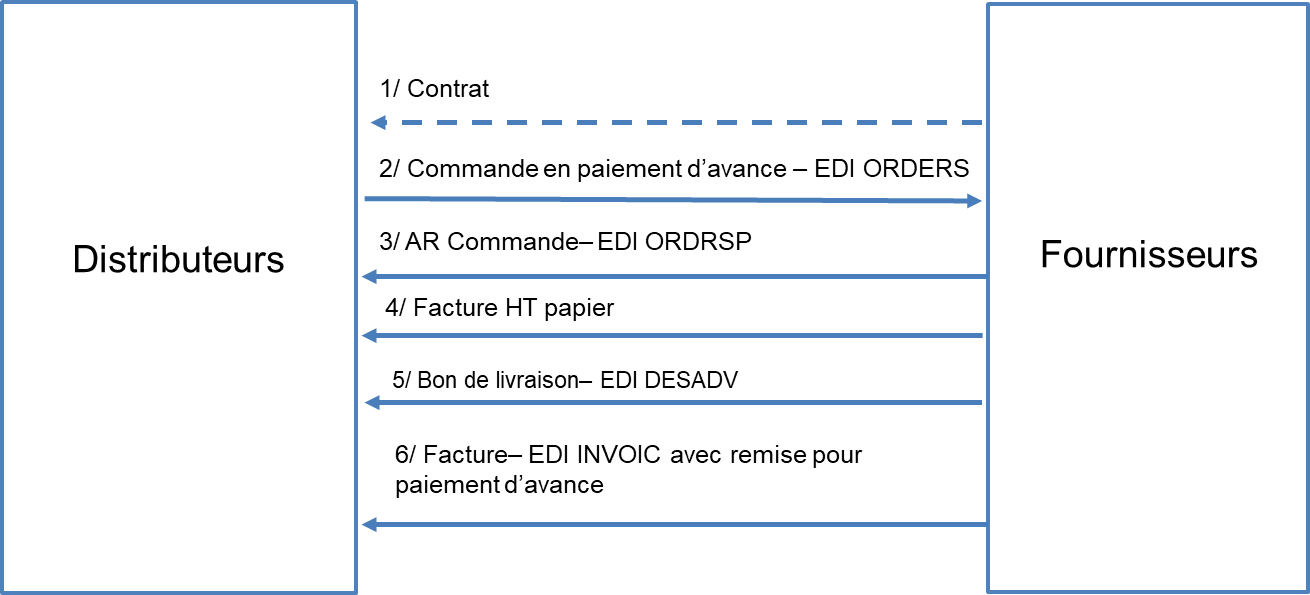 1/ Contrat
2/ Commande en paiement d’avance – EDI ORDERS
3/ AR Commande– EDI ORDRSP
Distributeurs
Fournisseurs
4/ Facture HT papier
5/ Bon de livraison– EDI DESADV
6/ Facture– EDI INVOIC avec remise pour
paiement d’avance